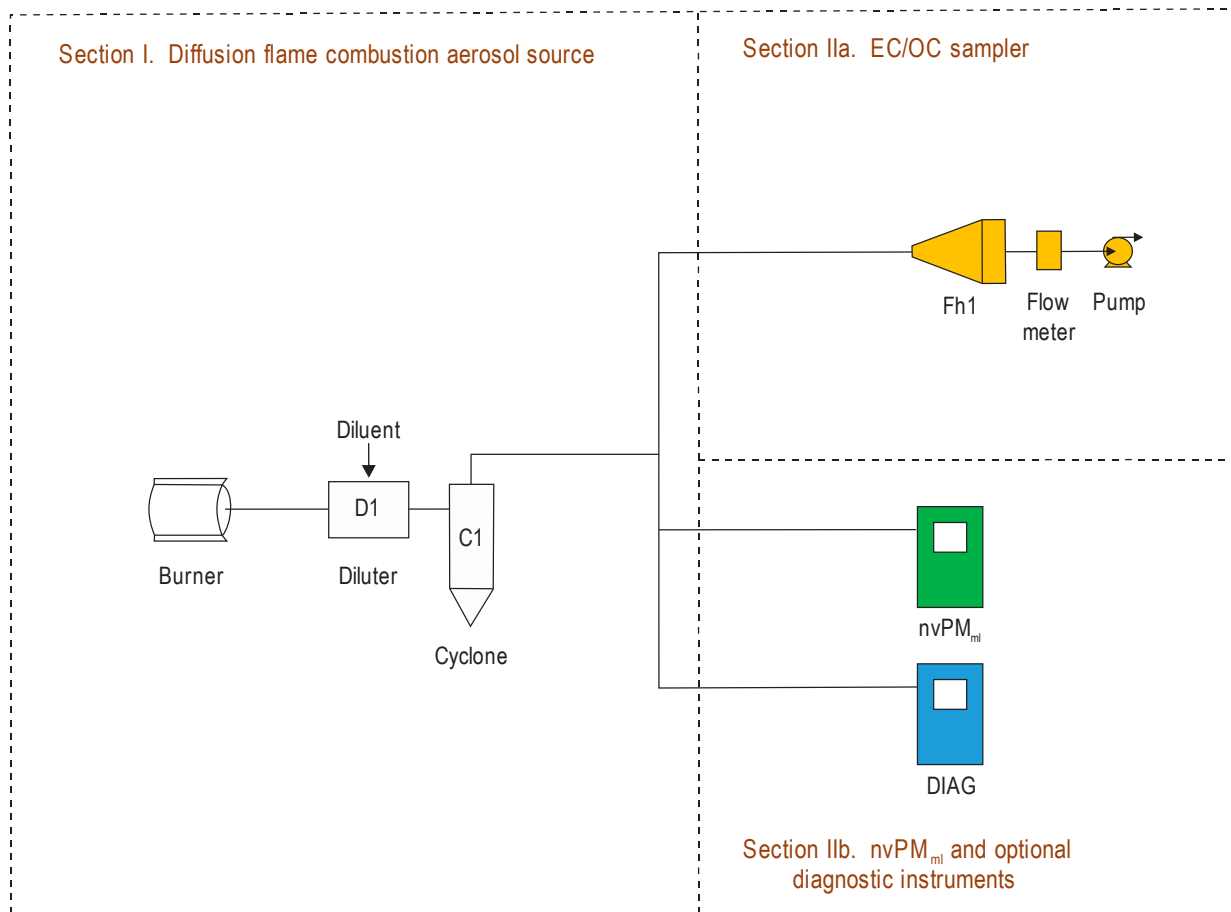 Section I. Diffusion flame combustion aerosol source
Section IIa. EC/OC sampler
Fh1
Flow
meter
Pump
Diluent
D1
C1
Burner
Diluter
Cyclone
nvPMml
DIAG
Section IIb. nvPMml and optional
diagnostic instruments